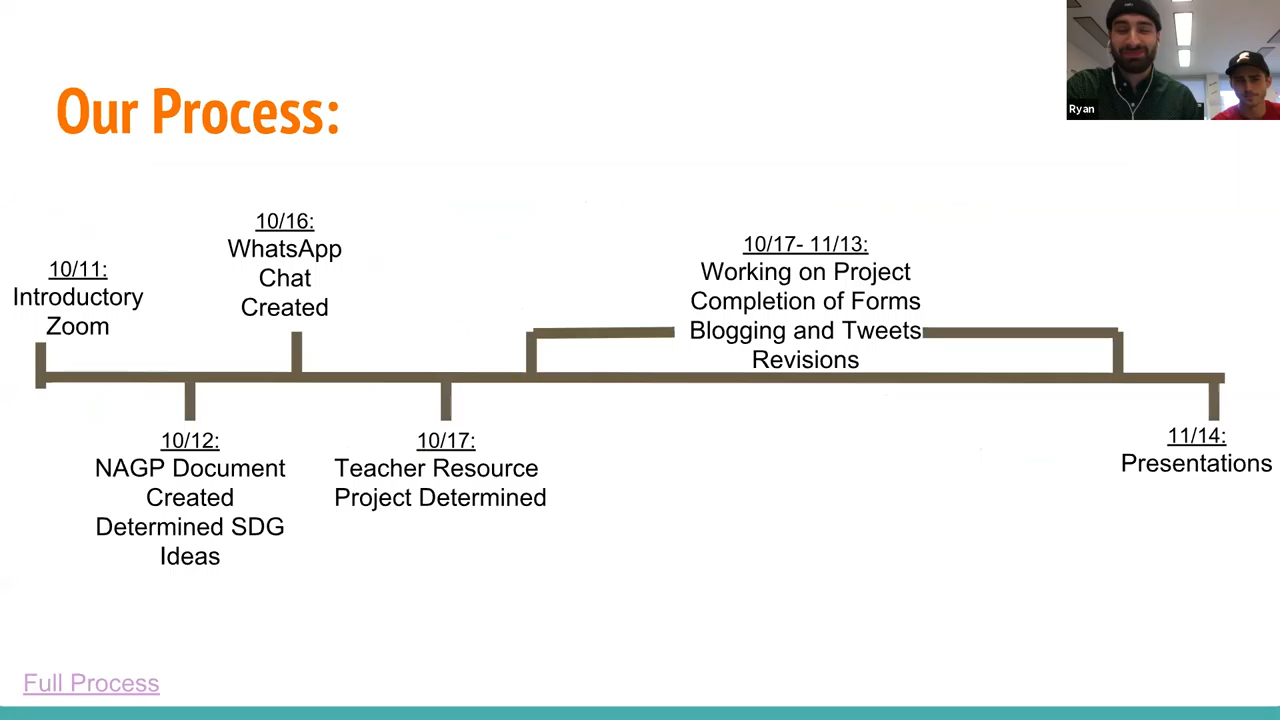 Our Process:
Ryan
10/11:
Introductory
Zoom
10/16:
WhatsApp
Chat
Created
10/17- 11/13:
Working on Project
Completion of Forms
Blogging and Tweets
Revisions
10/12:
NAGP Document
Created
Determined SDG
Ideas
10/17:
Teacher Resource
Project Determined
11/14:
Presentations
Full Process